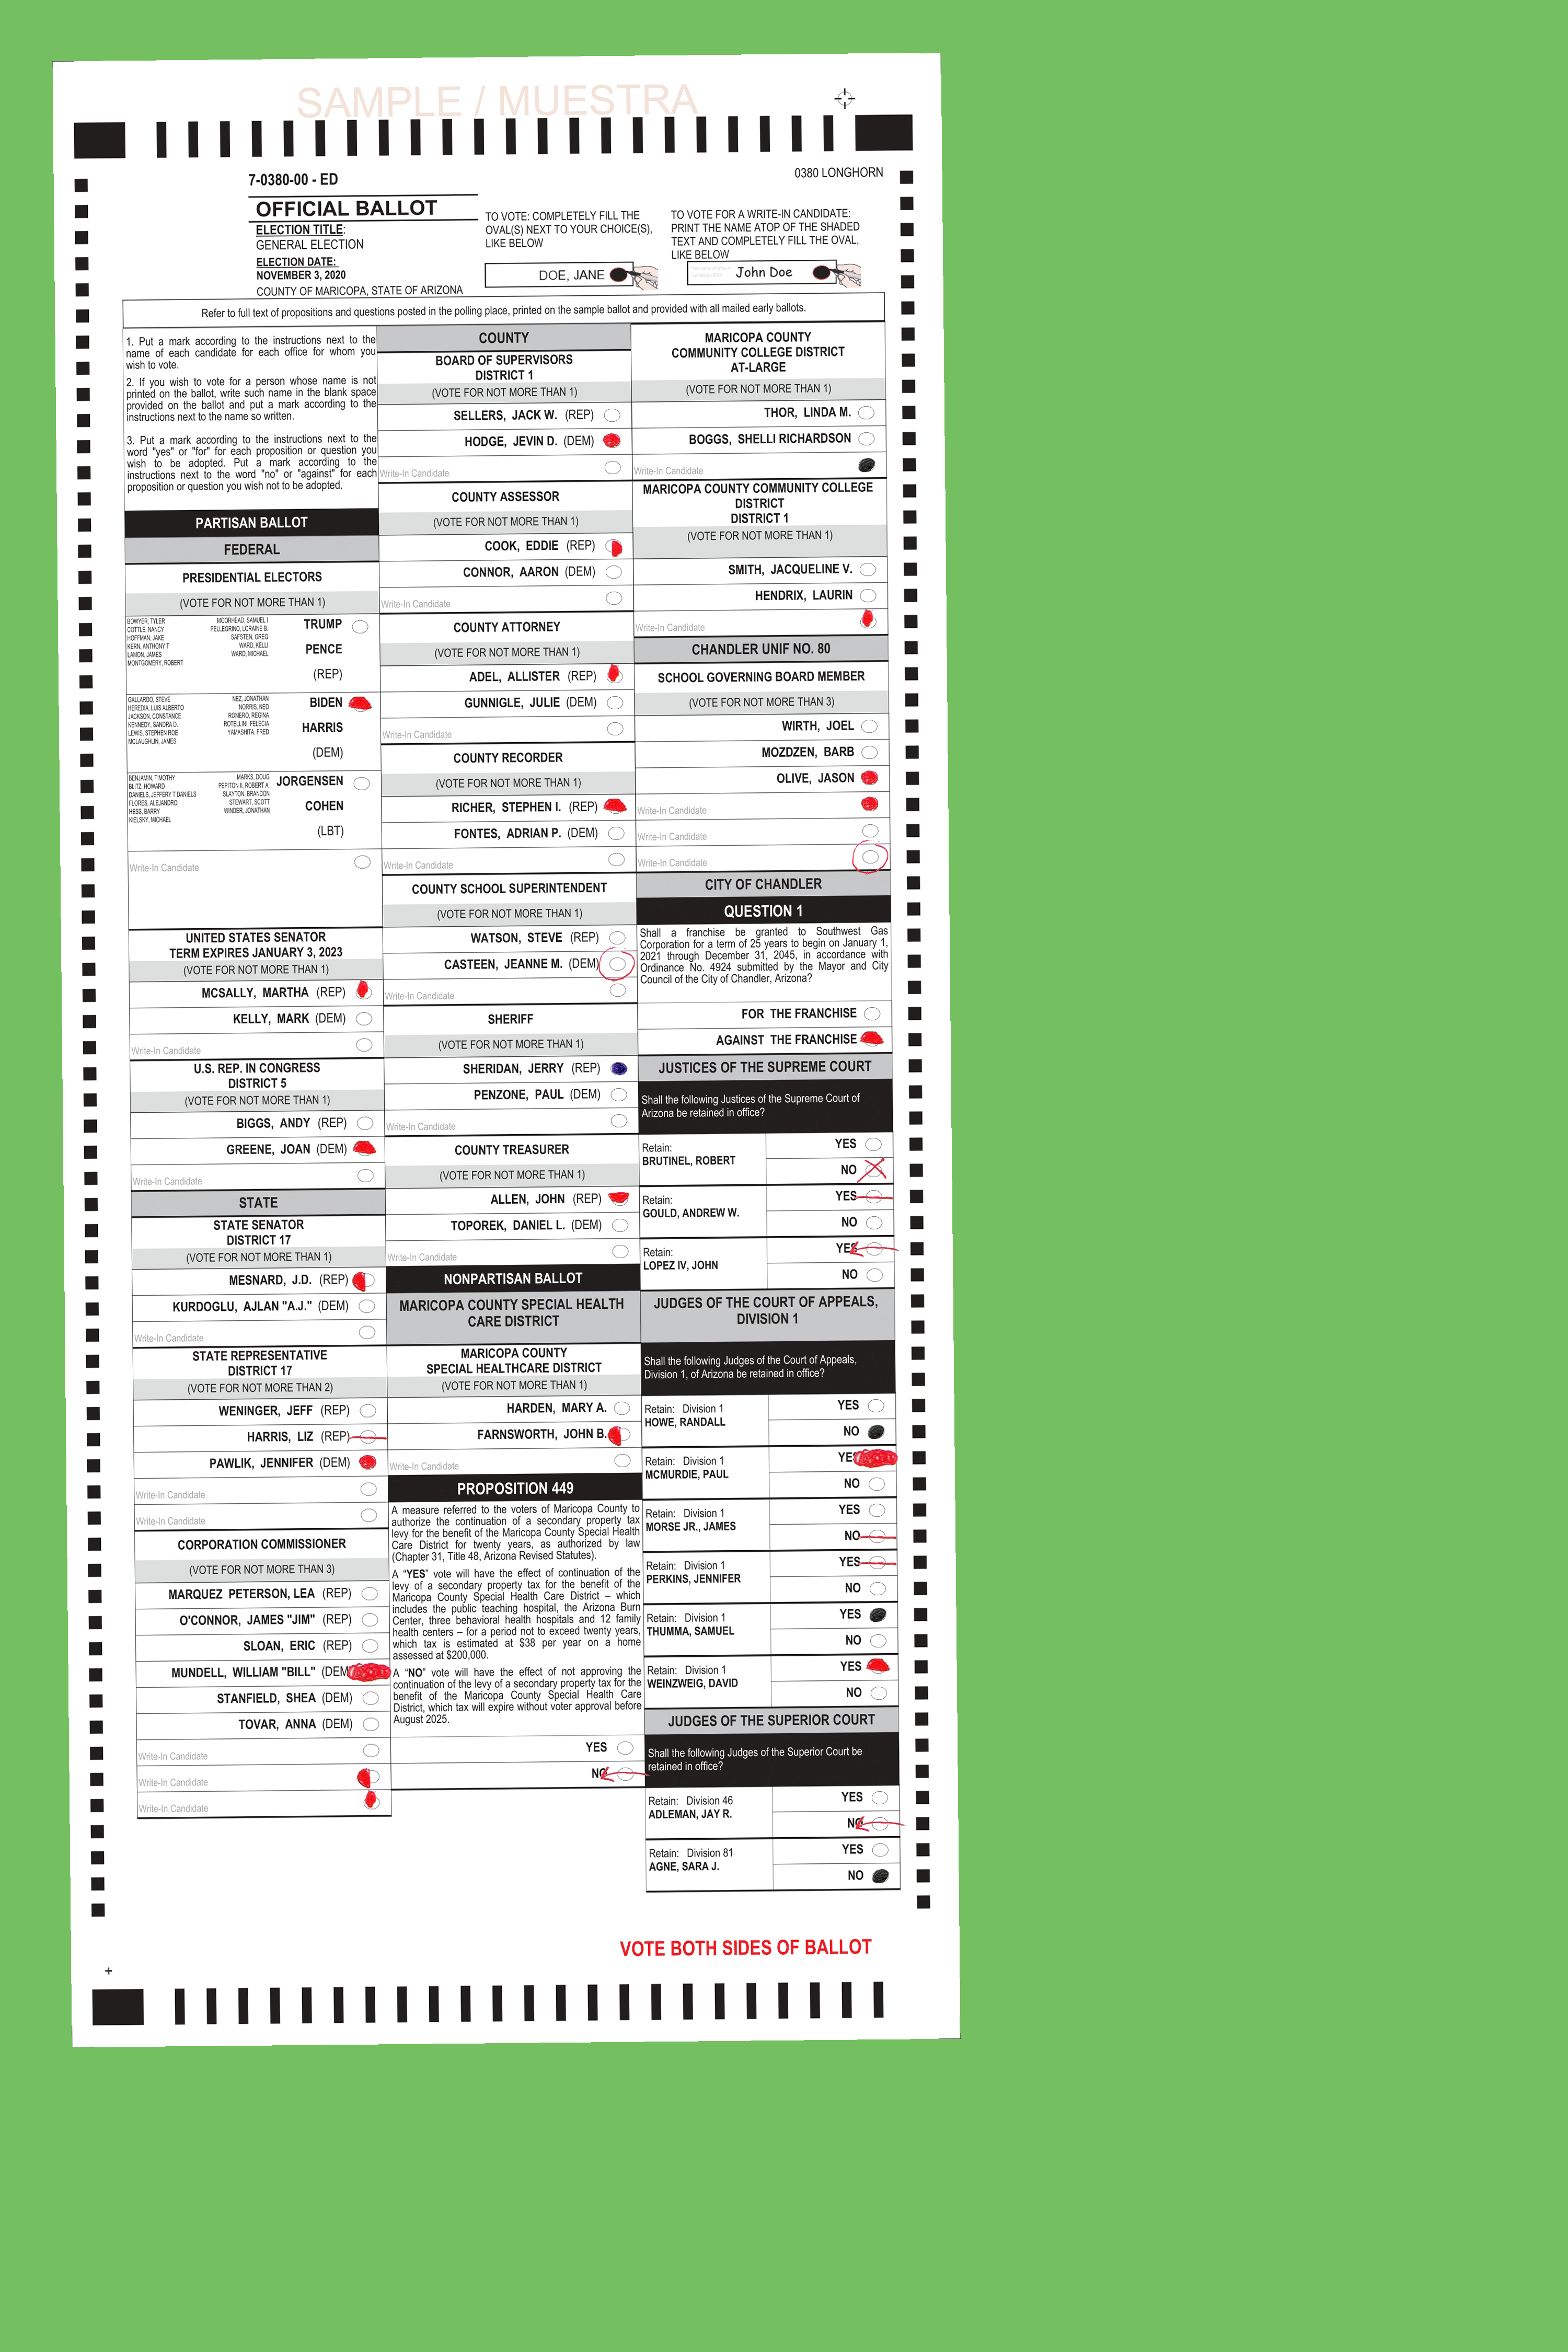 SAMPLE / MUESTRA
7-0380-00 - ED
0380 LONGHORN
OFFICIAL BALLOT
ELECTION TITLE:
GENERAL ELECTION
ELECTION DATE:
NOVEMBER 3, 2020
COUNTY OF MARICOPA, STATE OF ARIZONA
TO VOTE: COMPLETELY FILL THE
OVAL(S) NEXT TO YOUR CHOICE(S),
LIKE BELOW
DOE, JANE
TO VOTE FOR A WRITE-IN CANDIDATE:
PRINT THE NAME ATOP OF THE SHADED
TEXT AND COMPLETELY FILL THE OVAL,
LIKE BELOW
John Doe
Refer to full text of propositions and questions posted in the polling place, printed on the sample ballot and provided with all mailed early ballots.
1. Put a mark according to the instructions next to the
name of each candidate for each office for whom you
wish to vote.
2. If you wish to vote for a person whose name is not
printed on the ballot, write such name in the blank space
provided on the ballot and put a mark according to the
instructions next to the name so written.
3. Put a mark according to the instructions next to the
word "yes" or "for" for each proposition or question you
wish to be adopted. Put a mark according to the
instructions next to the word "no" or "against" for each
proposition or question you wish not to be adopted.
PARTISAN BALLOT
FEDERAL
PRESIDENTIAL ELECTORS
(VOTE FOR NOT MORE THAN 1)
BOWYER, TYLER
COTTLE, NANCY
HOFFMAN, JAKE
KERN, ANTHONY T
LAMON, JAMES
MONTGOMERY, ROBERT
MOORHEAD, SAMUEL I
PELLEGRINO, LORAINE B.
SAFSTEN, GREG
WARD, KELLI
WARD, MICHAEL
TRUMP
PENCE
(REP)
GALLARDO, STEVE
HEREDIA, LUIS ALBERTO
JACKSON, CONSTANCE
KENNEDY, SANDRA D.
LEWIS, STEPHEN ROE
MCLAUGHLIN, JAMES
NEZ, JONATHAN
NORRIS, NED
ROMERO, REGINA
ROTELLINI, FELECIA
YAMASHITA, FRED
BIDEN
HARRIS
(DEM)
BENJAMIN, TIMOTHY
BLITZ, HOWARD
DANIELS, JEFFERY T DANIELS
FLORES, ALEJANDRO
HESS, BARRY
KIELSKY, MICHAEL
MARKS, DOUG
PEPITON II, ROBERT A.
SLAYTON, BRANDON
STEWART, SCOTT
WINDER, JONATHAN
JORGENSEN
COHEN
(LBT)
Write-In Candidate
UNITED STATES SENATOR
TERM EXPIRES JANUARY 3, 2023
(VOTE FOR NOT MORE THAN 1)
MCSALLY, MARTHA (REP)
KELLY, MARK (DEM)
Write-In Candidate
U.S. REP. IN CONGRESS
DISTRICT 5
(VOTE FOR NOT MORE THAN 1)
BIGGS, ANDY (REP)
GREENE, JOAN (DEM)
Write-In Candidate
STATE
STATE SENATOR
DISTRICT 17
(VOTE FOR NOT MORE THAN 1)
MESNARD, J.D. (REP)
KURDOGLU, AJLAN "A.J." (DEM)
Write-In Candidate
STATE REPRESENTATIVE
DISTRICT 17
(VOTE FOR NOT MORE THAN 2)
WENINGER, JEFF (REP)
HARRIS, LIZ (REP)
PAWLIK, JENNIFER (DEM)
Write-In Candidate
Write-In Candidate
CORPORATION COMMISSIONER
(VOTE FOR NOT MORE THAN 3)
MARQUEZ PETERSON, LEA (REP)
O'CONNOR, JAMES "JIM" (REP)
SLOAN, ERIC (REP)
MUNDELL, WILLIAM "BILL" (DEM
STANFIELD, SHEA (DEM)
TOVAR, ANNA (DEM)
Write-In Candidate
Write-In Candidate
Write-In Candidate
COUNTY
BOARD OF SUPERVISORS
DISTRICT 1
(VOTE FOR NOT MORE THAN 1)
SELLERS, JACK W. (REP)
HODGE, JEVIN D. (DEM)
Write-In Candidate
COUNTY ASSESSOR
(VOTE FOR NOT MORE THAN 1)
COOK, EDDIE (REP)
CONNOR, AARON (DEM)
Write-In Candidate
COUNTY ATTORNEY
(VOTE FOR NOT MORE THAN 1)
ADEL, ALLISTER (REP)
GUNNIGLE, JULIE (DEM)
Write-In Candidate
COUNTY RECORDER
(VOTE FOR NOT MORE THAN 1)
RICHER, STEPHEN I. (REP)
FONTES, ADRIAN P. (DEM)
Write-In Candidate
COUNTY SCHOOL SUPERINTENDENT
(VOTE FOR NOT MORE THAN 1)
WATSON, STEVE (REP)
CASTEEN, JEANNE M. (DEM)
Write-In Candidate
SHERIFF
(VOTE FOR NOT MORE THAN 1)
SHERIDAN, JERRY (REP)
PENZONE, PAUL (DEM)
Write-In Candidate
COUNTY TREASURER
(VOTE FOR NOT MORE THAN 1)
ALLEN, JOHN (REP)
TOPOREK, DANIEL L. (DEM)
Write-In Candidate
NONPARTISAN BALLOT
MARICOPA COUNTY SPECIAL HEALTH
CARE DISTRICT
MARICOPA COUNTY
SPECIAL HEALTHCARE DISTRICT
(VOTE FOR NOT MORE THAN 1)
HARDEN, MARY A.
FARNSWORTH, JOHN B.
Write-In Candidate
PROPOSITION 449
A measure referred to the voters of Maricopa County to
authorize the continuation of a secondary property tax
levy for the benefit of the Maricopa County Special Health
Care District for twenty years, as authorized by law
(Chapter 31, Title 48, Arizona Revised Statutes).
A “YES” vote will have the effect of continuation of the
levy of a secondary property tax for the benefit of the
Maricopa County Special Health Care District – which
includes the public teaching hospital, the Arizona Burn
Center, three behavioral health hospitals and 12 family
health centers – for a period not to exceed twenty years,
which tax is estimated at $38 per year on a home
assessed at $200,000.
A “NO” vote will have the effect of not approving the
continuation of the levy of a secondary property tax for the
benefit of the Maricopa County Special Health Care
District, which tax will expire without voter approval before
August 2025.
YES
NO
MARICOPA COUNTY
COMMUNITY COLLEGE DISTRICT
AT-LARGE
(VOTE FOR NOT MORE THAN 1)
THOR, LINDA M.
BOGGS, SHELLI RICHARDSON
Write-In Candidate
MARICOPA COUNTY COMMUNITY COLLEGE
DISTRICT
DISTRICT 1
(VOTE FOR NOT MORE THAN 1)
SMITH, JACQUELINE V.
HENDRIX, LAURIN
Write-In Candidate
CHANDLER UNIF NO. 80
SCHOOL GOVERNING BOARD MEMBER
(VOTE FOR NOT MORE THAN 3)
WIRTH, JOEL
MOZDZEN, BARB
OLIVE, JASON
Write-In Candidate
Write-In Candidate
Write-In Candidate
CITY OF CHANDLER
QUESTION 1
Shall a franchise be granted to Southwest Gas
Corporation for a term of 25 years to begin on January 1,
2021 through December 31, 2045, in accordance with
Ordinance No. 4924 submitted by the Mayor and City
Council of the City of Chandler, Arizona?
FOR THE FRANCHISE
AGAINST THE FRANCHISE
JUSTICES OF THE SUPREME COURT
Shall the following Justices of the Supreme Court of
Arizona be retained in office?
Retain:
BRUTINEL, ROBERT
YES
NO
Retain:
GOULD, ANDREW W.
YES
NO
Retain:
LOPEZ IV, JOHN
YES
NO
JUDGES OF THE COURT OF APPEALS,
DIVISION 1
Shall the following Judges of the Court of Appeals,
Division 1, of Arizona be retained in office?
Retain: Division 1
HOWE, RANDALL
YES
NO
Retain: Division 1
MCMURDIE, PAUL
YES
NO
Retain: Division 1
MORSE JR., JAMES
YES
NO
Retain: Division 1
PERKINS, JENNIFER
YES
NO
Retain: Division 1
THUMMA, SAMUEL
YES
NO
Retain: Division 1
WEINZWEIG, DAVID
YES
NO
JUDGES OF THE SUPERIOR COURT
Shall the following Judges of the Superior Court be
retained in office?
Retain: Division 46
ADLEMAN, JAY R.
YES
NO
Retain: Division 81
AGNE, SARA J.
YES
NO
VOTE BOTH SIDES OF BALLOT